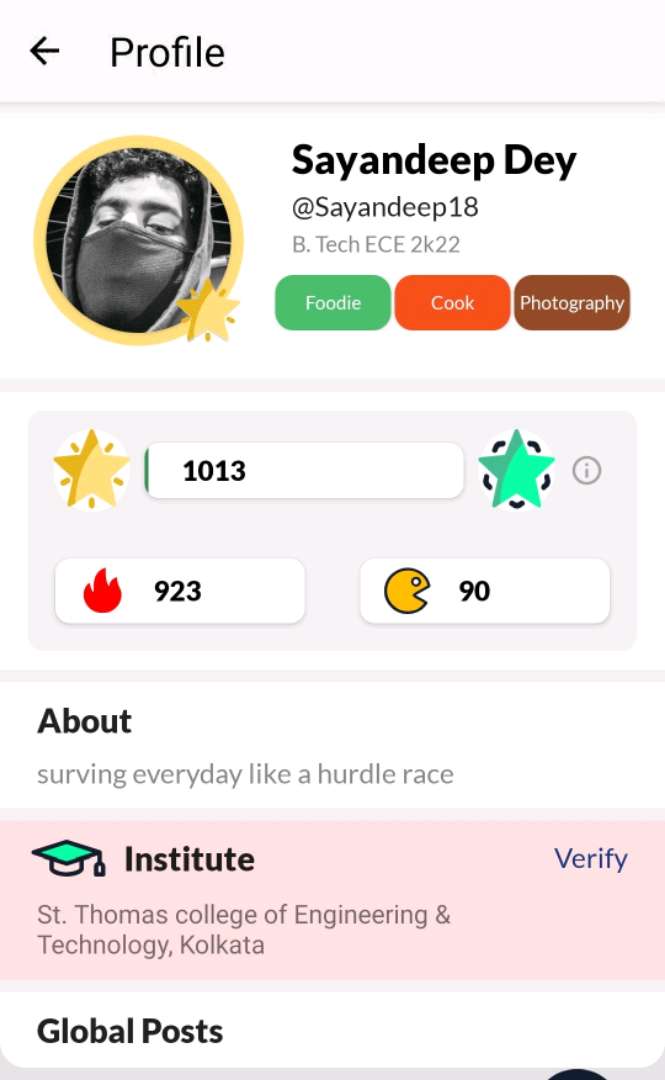 Profile
Sayandeep Dey
@Sayandeep18
B. Tech ECE 2k22
Foodie Cook Photography
1013
923 90
About
surving everyday like a hurdle race
Institute Verify
St. Thomas college of Engineering &
Technology, Kolkata
Global Posts